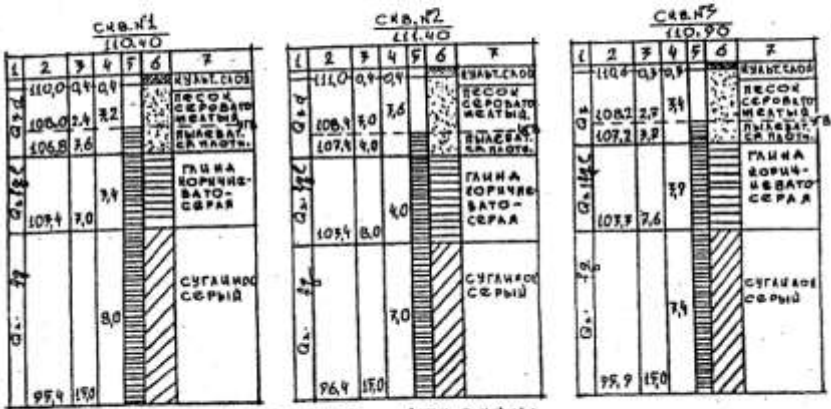 СКВ.№1
110.40
1 2 3 4 5 6 7
110,0 0,4 0,4 КУЛЬТ.СЛОЙ
ПЕСОК
СЕРОВАТО
ЖЕЛТЫЙ
3,2
108,0 2,4 УГВ
ПЫЛЕВАТ.
СР.ПЛОТН.
106,8 3,6
ГЛИНА
КОРИЧНЕ-
ВАТО-
СЕРАЯ
3,4
103,4 7,0
СУГЛИНОК
СЕРЫЙ
8,0
95,4 15,0
СКВ.№2
111.40
1 2 3 4 5 6 7
111,0 0,4 0,4 КУЛЬТ.СЛОЙ
ПЕСОК
СЕРОВАТО
ЖЕЛТЫЙ
3,6
108,4 3,0 УГВ
ПЫЛЕВАТ.
СР.ПЛОТН.
107,4 4,0
ГЛИНА
КОРИЧНЕ-
ВАТО-
СЕРАЯ
4,0
103,4 8,0
СУГЛИНОК
СЕРЫЙ
7,0
96,4 15,0
СКВ.№3
110.90
1 2 3 4 5 6 7
110,6 0,3 0,3 КУЛЬТ.СЛОЙ
ПЕСОК
СЕРОВАТО
ЖЕЛТЫЙ
3,4
108,2 2,7 УГВ
ПЫЛЕВАТ.
СР.ПЛОТН.
107,2 3,7
ГЛИНА
КОРИЧ-
НЕВАТО
СЕРАЯ
3,9
103,3 7,6
СУГЛИНОК
СЕРЫЙ
7,4
95,9 15,0